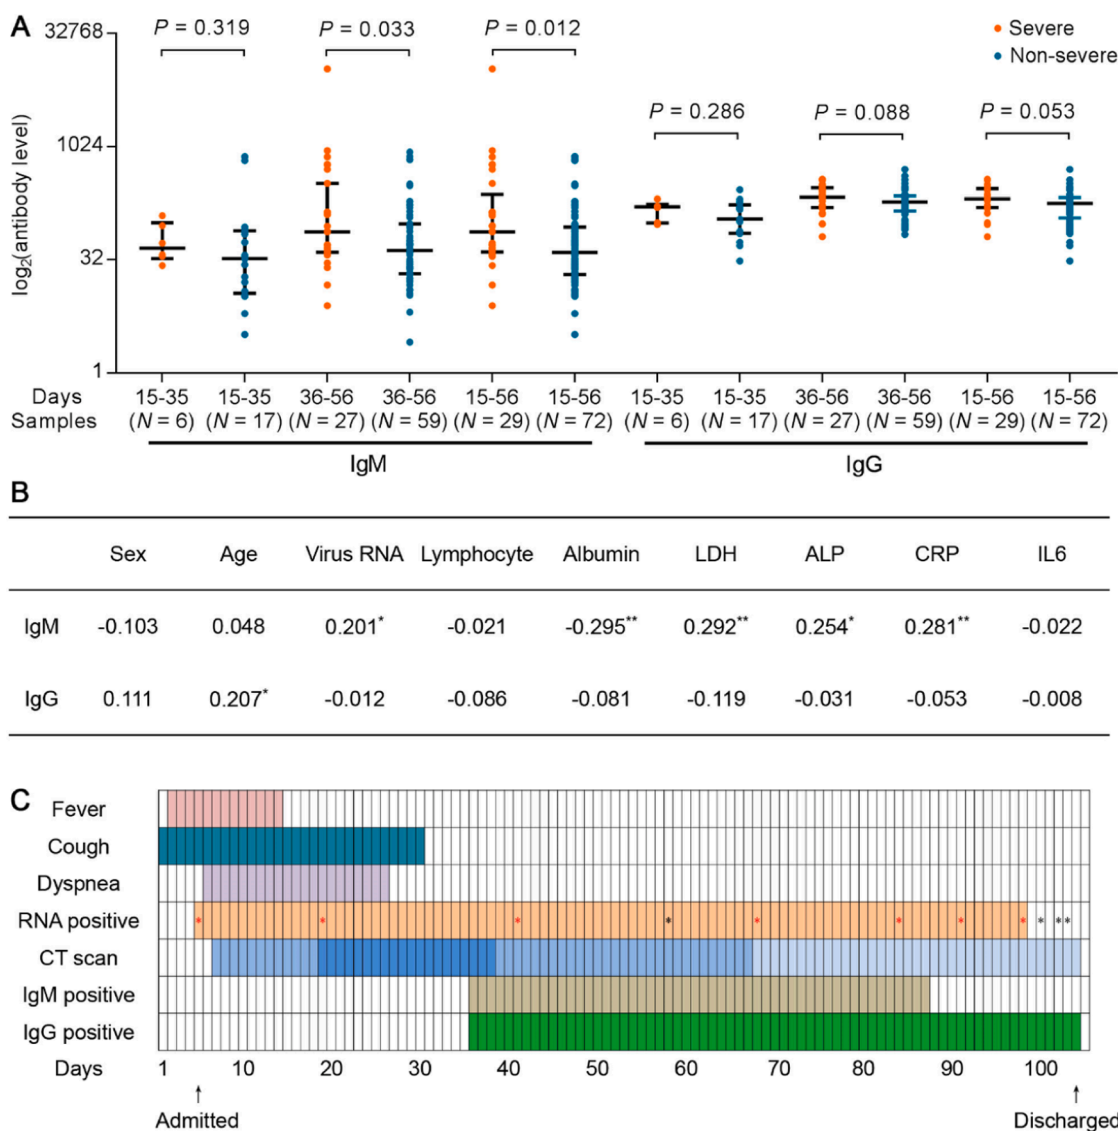 A
32768
P = 0.319
P = 0.033
P = 0.012
Severe
Non-severe
P = 0.286
P = 0.088
P = 0.053
1024
32
1
log2(antibody level)
Days 15-35 15-35 36-56 36-56 15-56 15-56 15-35 15-35 36-56 36-56 15-56 15-56
Samples (N = 6) (N = 17) (N = 27) (N = 59) (N = 29) (N = 72) (N = 6) (N = 17) (N = 27) (N = 59) (N = 29) (N = 72)
IgM IgG
B
Sex Age Virus RNA Lymphocyte Albumin LDH ALP CRP IL6
IgM -0.103 0.048 0.201* -0.021 -0.295** 0.292** 0.254* 0.281** -0.022
IgG 0.111 0.207* -0.012 -0.086 -0.081 -0.119 -0.031 -0.053 -0.008
C
Fever
Cough
Dyspnea
RNA positive * * * * * * * * * * *
CT scan
IgM positive
IgG positive
Days 1 10 20 30 40 50 60 70 80 90 100
Admitted Discharged